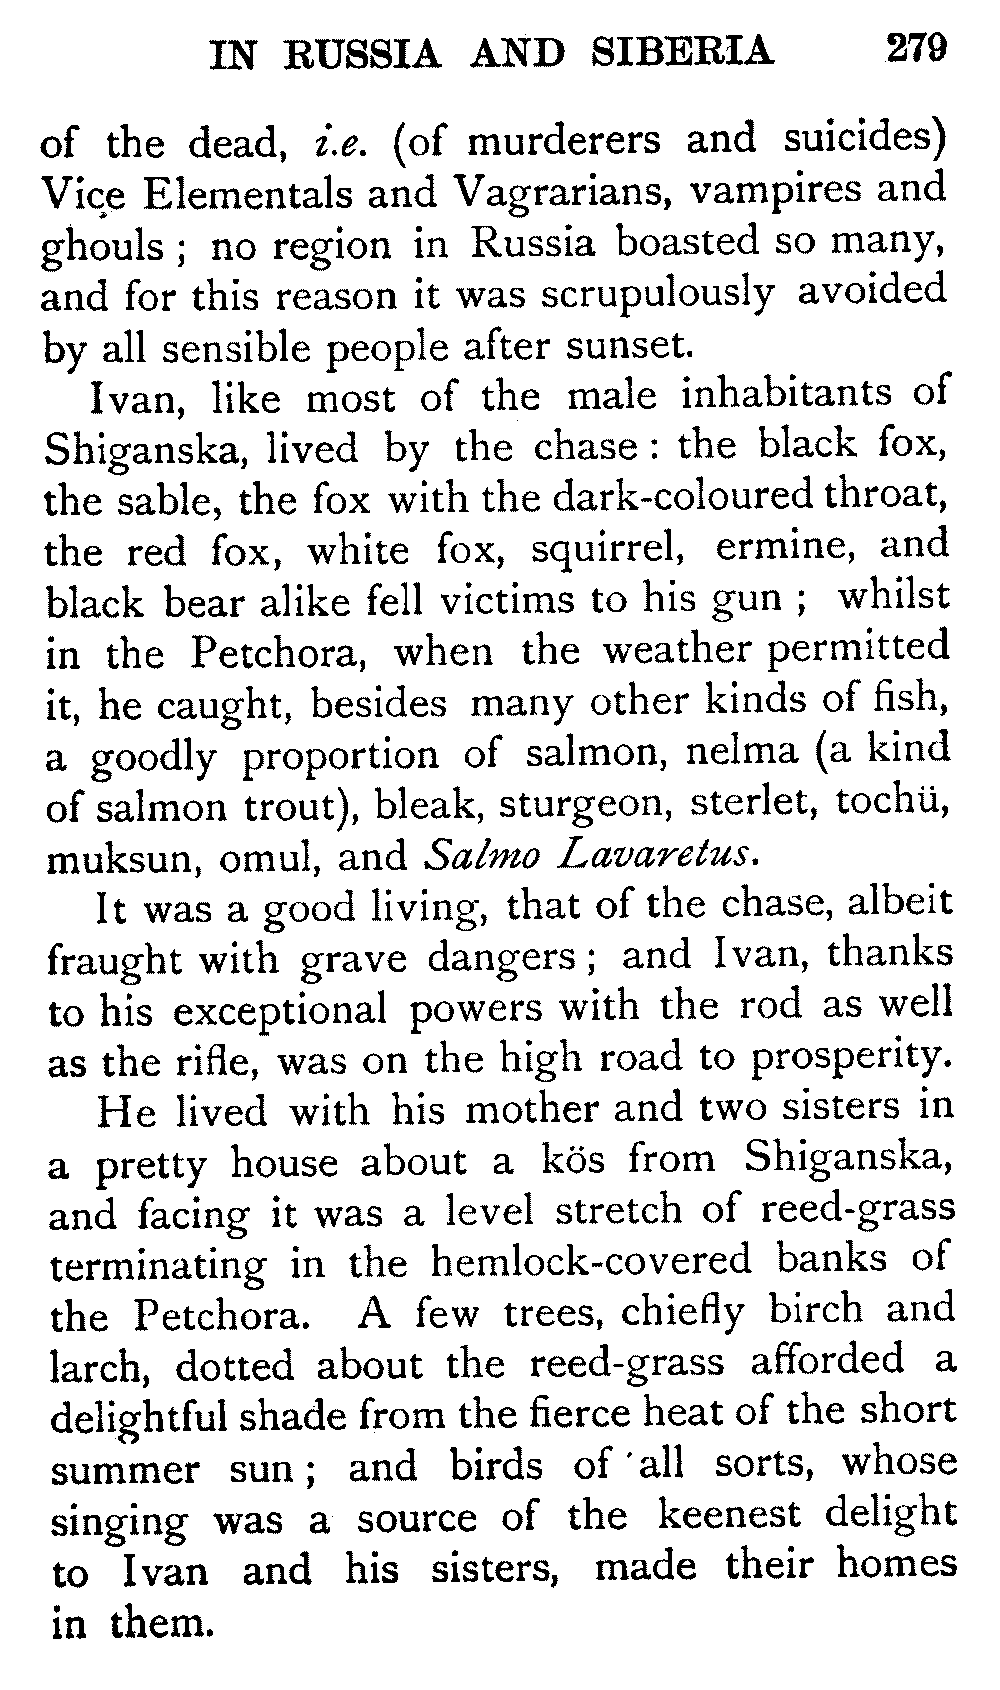 IN RUSSIA AND SIBERIA 279
of the dead, i.e. (of murderers and suicides)
Vice Elementals and Vagrarians, vampires and
ghouls ; no region in Russia boasted so many,
and for this reason it was scrupulously avoided
by all sensible people after sunset.
Ivan, like most of the male inhabitants of
Shiganska, lived by the chase : the black fox,
the sable, the fox with the dark-coloured throat,
the red fox, white fox, squirrel, ermine, and
black bear alike fell victims to his gun ; whilst
in the Petchora, when the weather permitted
it, he caught, besides many other kinds of fish,
a goodly proportion of salmon, nelma (a kind
of salmon trout), bleak, sturgeon, sterlet, tochü,
muksun, omul, and Salmo Lavaretus.
It was a good living, that of the chase, albeit
fraught with grave dangers ; and Ivan, thanks
to his exceptional powers with the rod as well
as the rifle, was on the high road to prosperity.
He lived with his mother and two sisters in
a pretty house about a kös from Shiganska,
and facing it was a level stretch of reed-grass
terminating in the hemlock-covered banks of
the Petchora. A few trees, chiefly birch and
larch, dotted about the reed-grass afforded a
delightful shade from the fierce heat of the short
summer sun ; and birds of all sorts, whose
singing was a source of the keenest delight
to Ivan and his sisters, made their homes
in them.